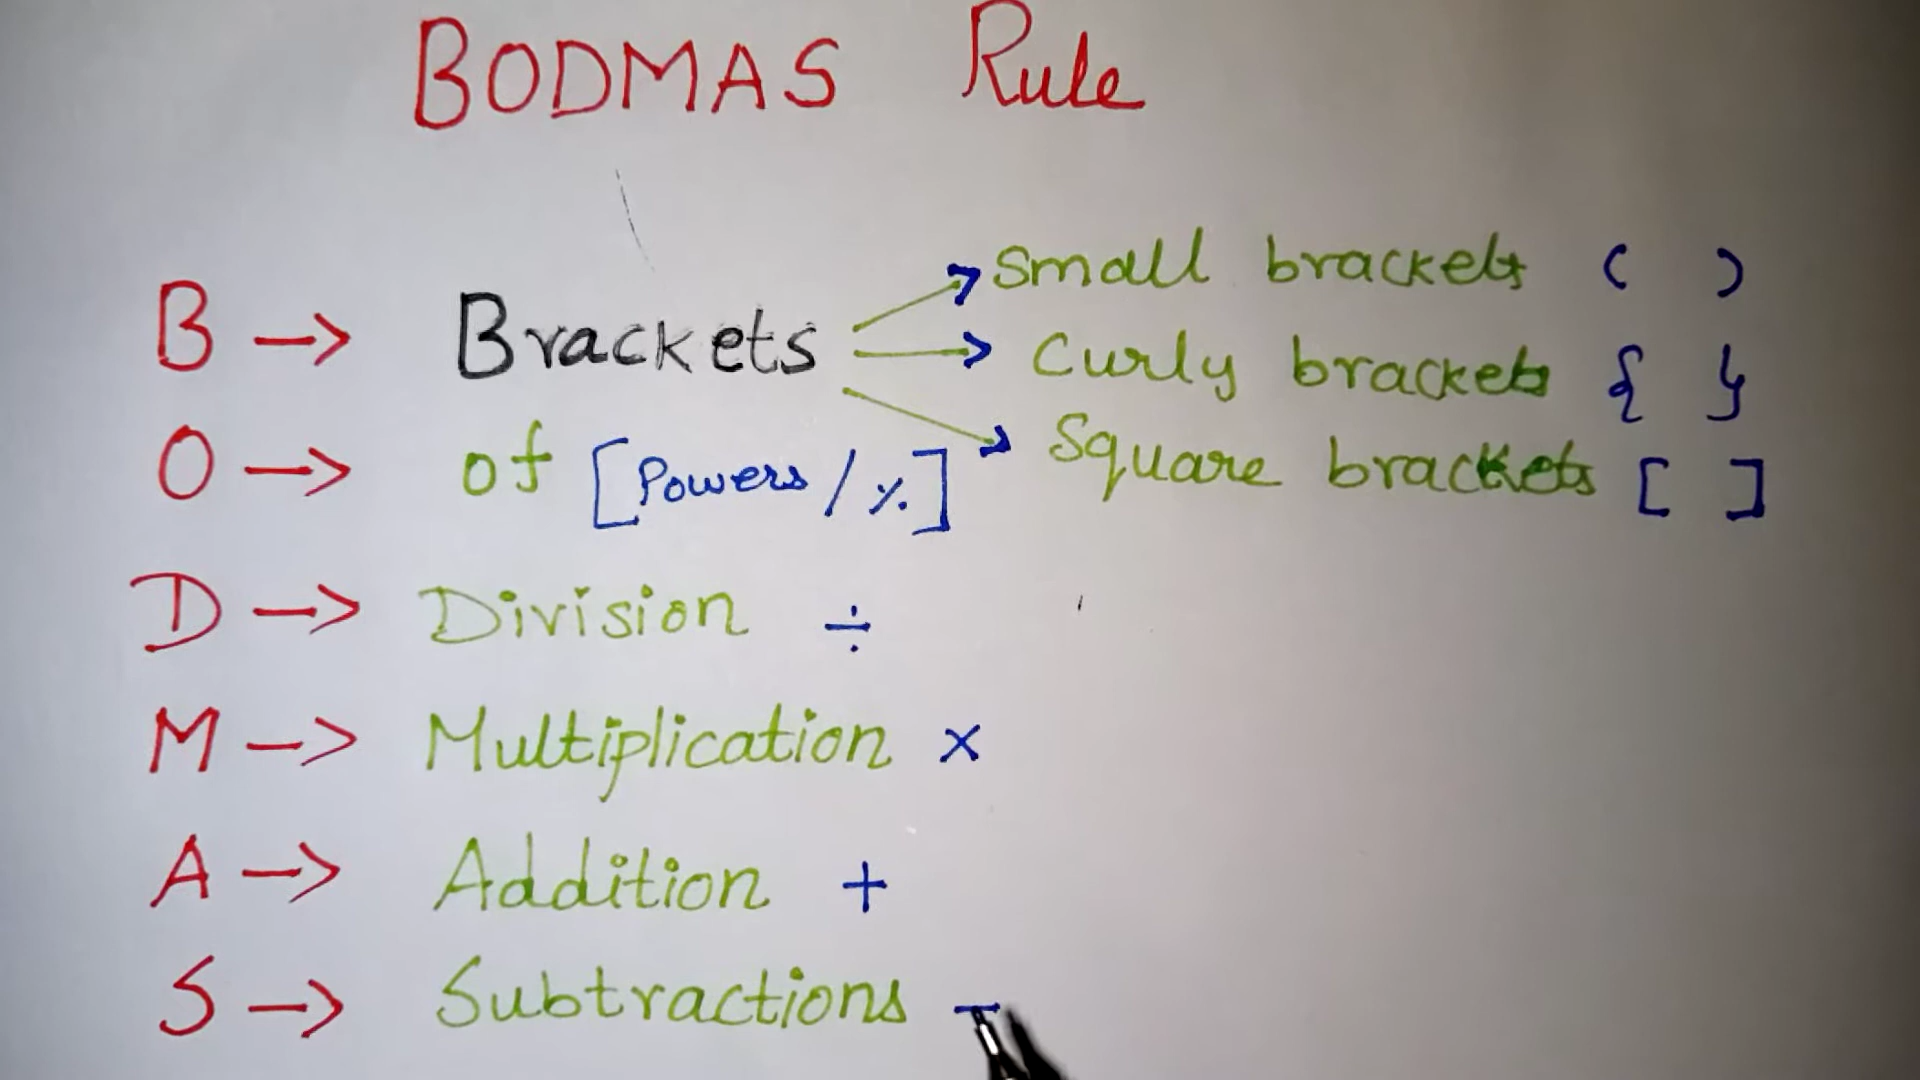 BODMAS Rule
B → Brackets → Small brackets ( )
→ Curly brackets { }
→ Square brackets [ ]
O → of [Powers / %]
D → Division ÷
M → Multiplication ×
A → Addition +
S → Subtractions −